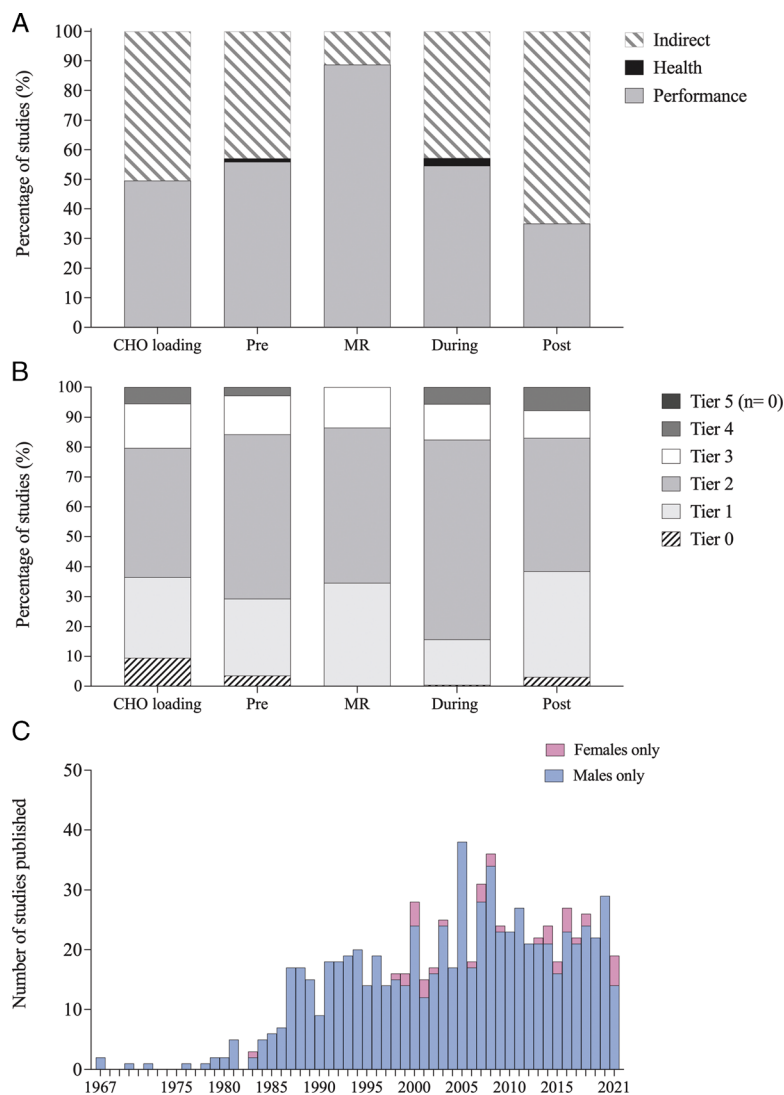 A
Percentage of studies (%)
100
90
80
70
60
50
40
30
20
10
0
CHO loading Pre MR During Post
Indirect
Health
Performance
B
Percentage of studies (%)
100
90
80
70
60
50
40
30
20
10
0
CHO loading Pre MR During Post
Tier 5 (n= 0)
Tier 4
Tier 3
Tier 2
Tier 1
Tier 0
C
Females only
Males only
Number of studies published
50
40
30
20
10
0
1967 1975 1980 1985 1990 1995 2000 2005 2010 2015 2021